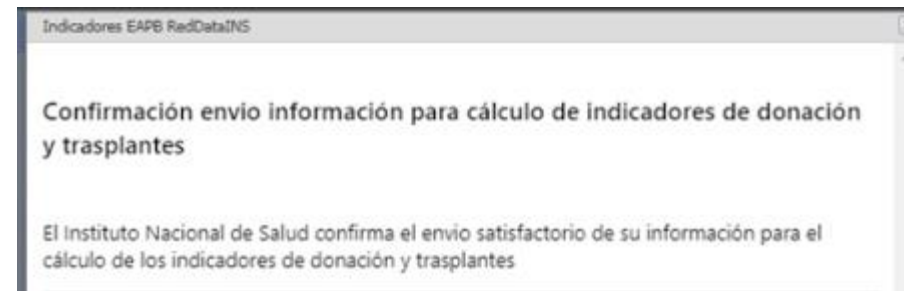 Indicadores EAPB RedDataINS
Confirmación envio información para cálculo de indicadores de donación
y trasplantes
El Instituto Nacional de Salud confirma el envio satisfactorio de su información para el
cálculo de los indicadores de donación y trasplantes